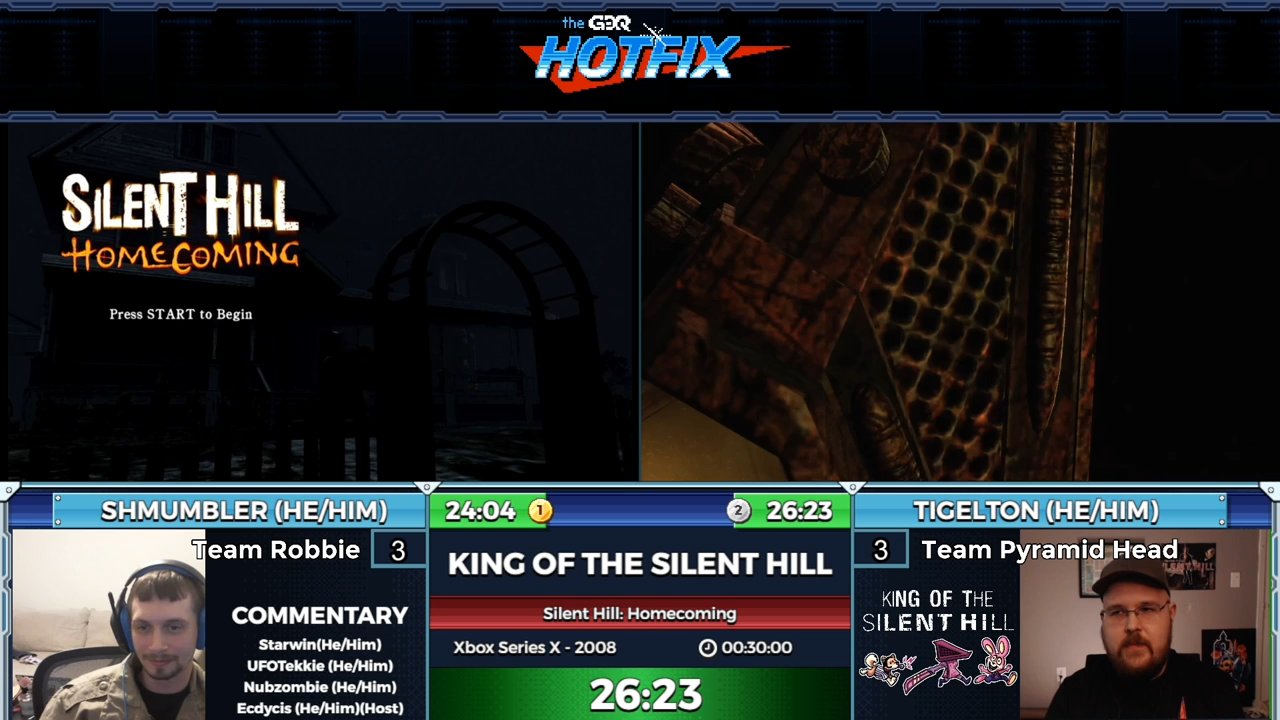 the GDQ
HOTFIX
SILENT HILL
HOMECOMING
Press START to Begin
SHMUMBLER (HE/HIM)
24:04
1
2
26:23
TIGELTON (HE/HIM)
Team Robbie
3
3
Team Pyramid Head
KING OF THE SILENT HILL
COMMENTARY
Starwin(He/Him)
UFOTekkie (He/Him)
Nubzombie (He/Him)
Ecdycis (He/Him)(Host)
Silent Hill: Homecoming
Xbox Series X - 2008
00:30:00
26:23
KING OF THE
SILENT HILL
SILENT HILL